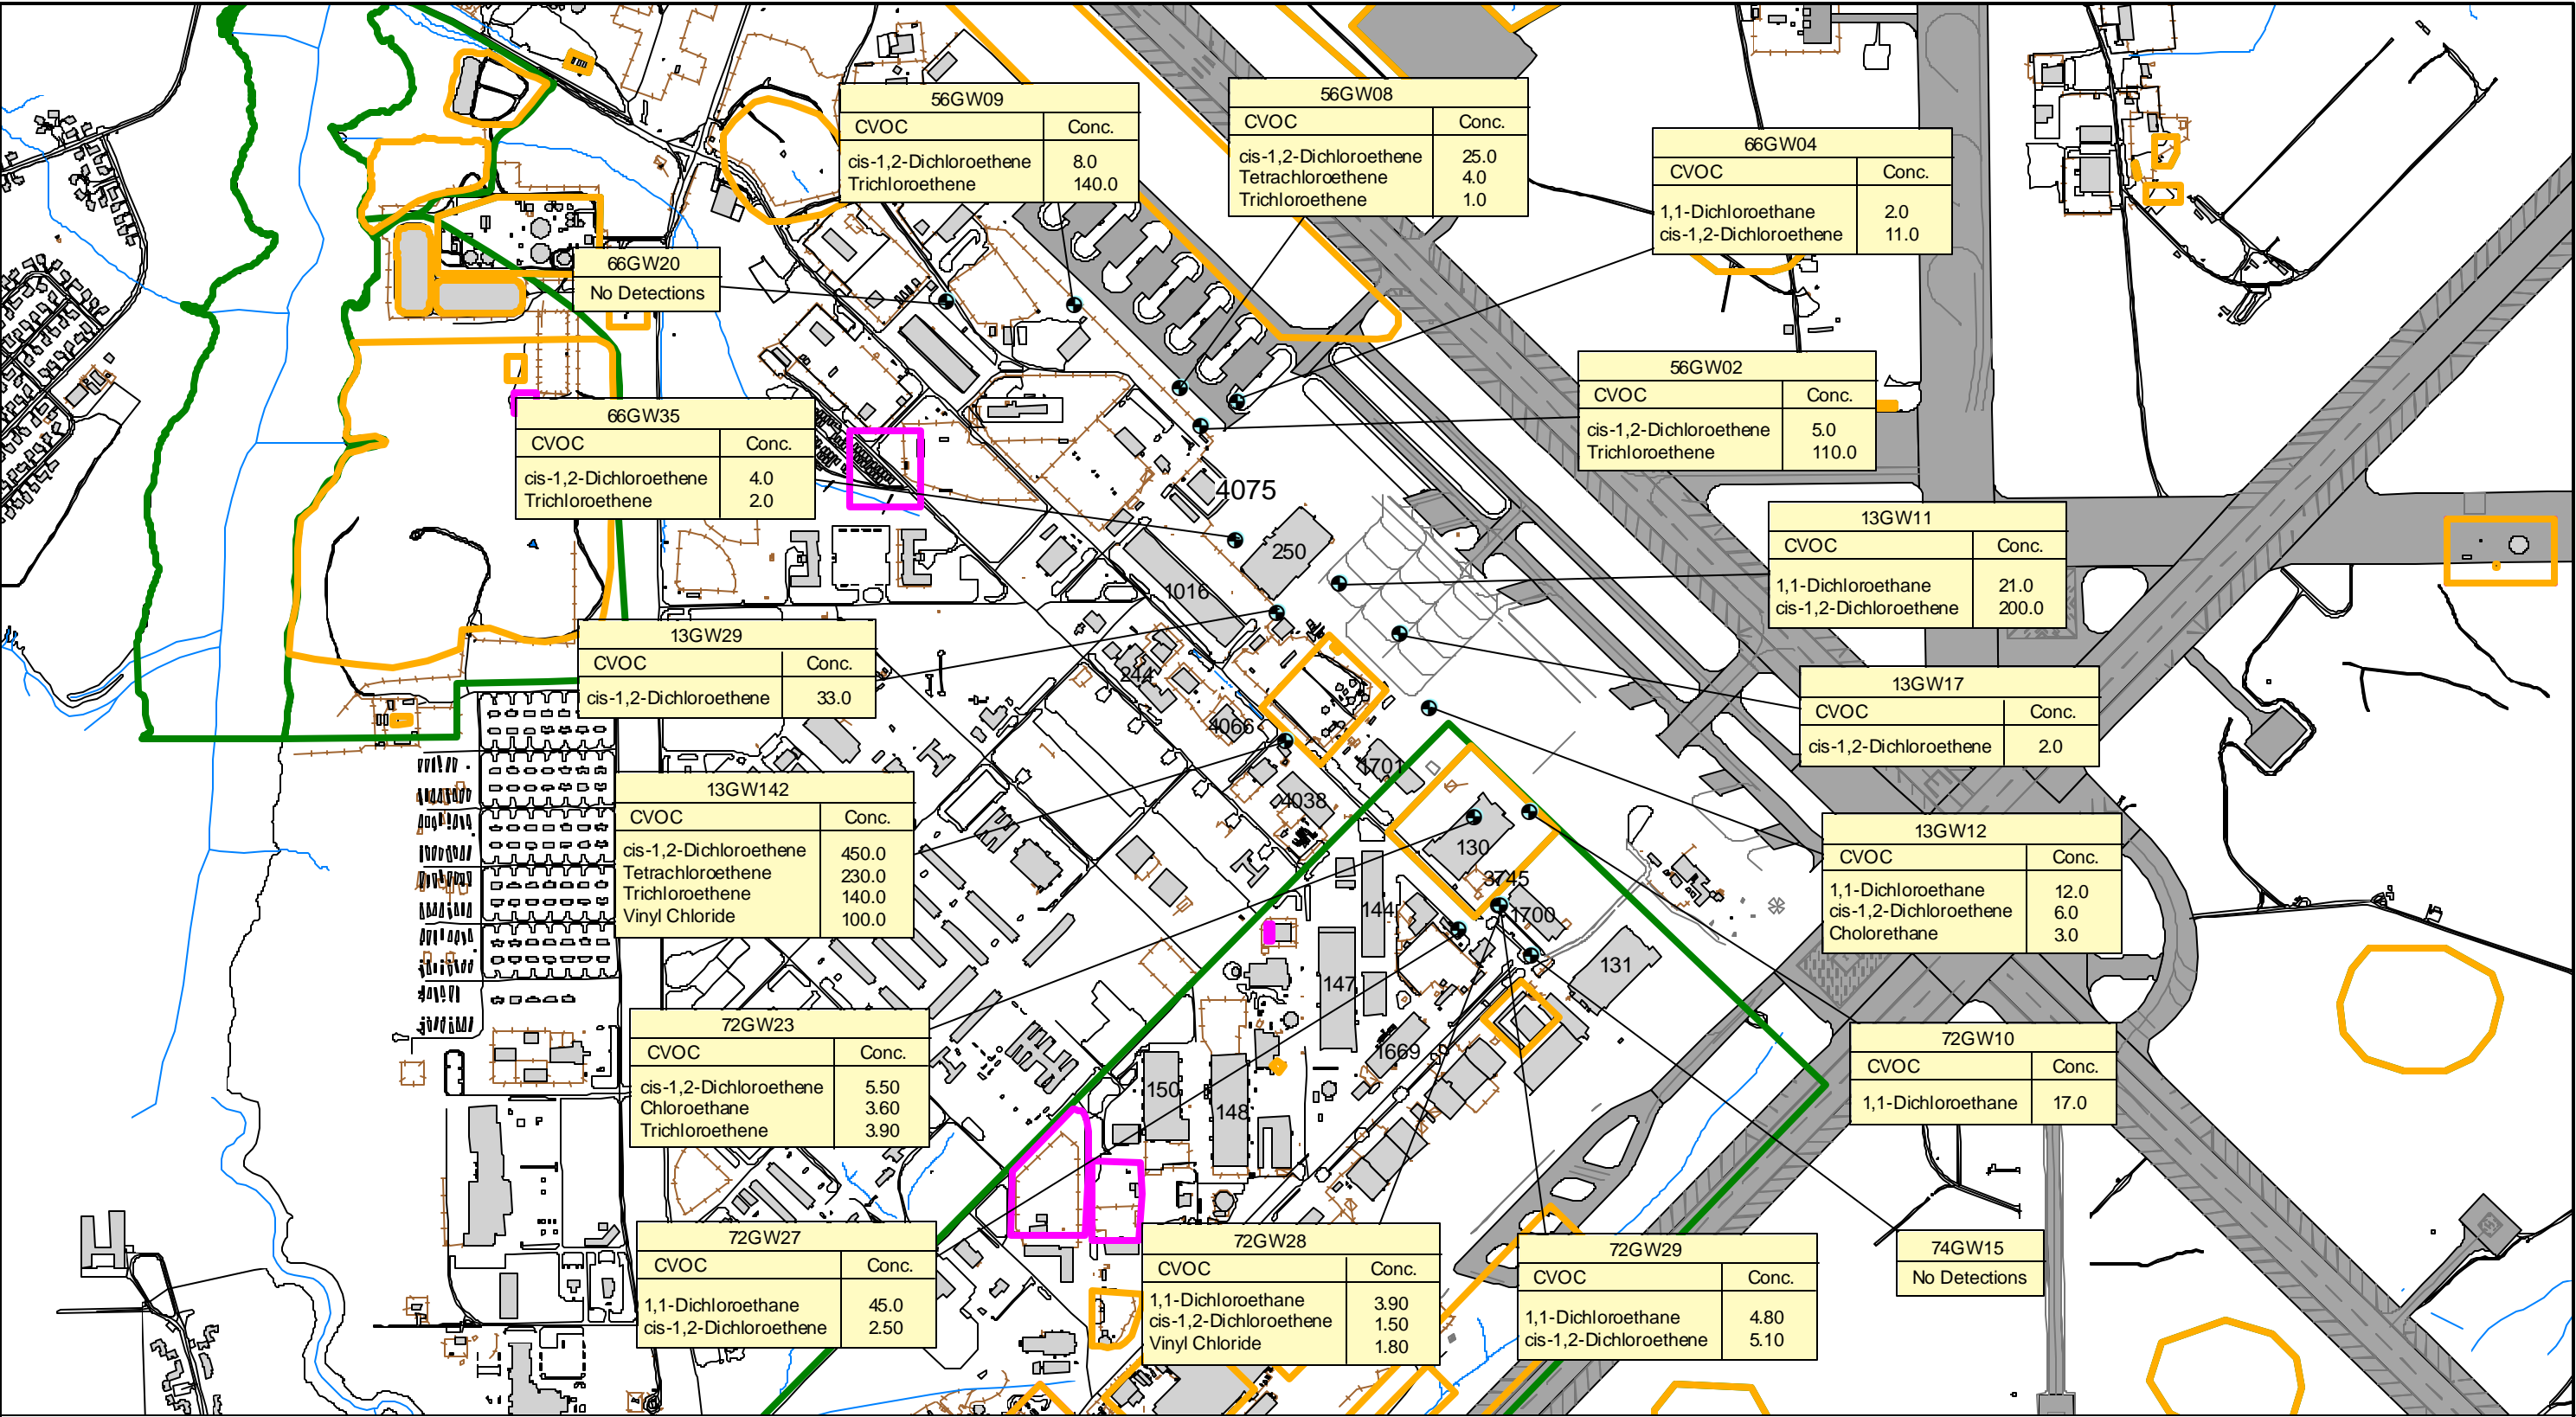 56GW09
CVOC Conc.
cis-1,2-Dichloroethene 8.0
Trichloroethene 140.0
56GW08
CVOC Conc.
cis-1,2-Dichloroethene 25.0
Tetrachloroethene 4.0
Trichloroethene 1.0
66GW04
CVOC Conc.
1,1-Dichloroethane 2.0
cis-1,2-Dichloroethene 11.0
66GW20
No Detections
56GW02
CVOC Conc.
cis-1,2-Dichloroethene 5.0
Trichloroethene 110.0
66GW35
CVOC Conc.
cis-1,2-Dichloroethene 4.0
Trichloroethene 2.0
4075
250
1016
13GW11
CVOC Conc.
1,1-Dichloroethane 21.0
cis-1,2-Dichloroethene 200.0
13GW29
CVOC Conc.
cis-1,2-Dichloroethene 33.0
244
4066
13GW17
CVOC Conc.
cis-1,2-Dichloroethene 2.0
1701
4038
13GW142
CVOC Conc.
cis-1,2-Dichloroethene 450.0
Tetrachloroethene 230.0
Trichloroethene 140.0
Vinyl Chloride 100.0
130
3745
144
1700
13GW12
CVOC Conc.
1,1-Dichloroethane 12.0
cis-1,2-Dichloroethene 6.0
Cholorethane 3.0
131
147
1669
150
148
72GW23
CVOC Conc.
cis-1,2-Dichloroethene 5.50
Chloroethane 3.60
Trichloroethene 3.90
72GW10
CVOC Conc.
1,1-Dichloroethane 17.0
72GW27
CVOC Conc.
1,1-Dichloroethane 45.0
cis-1,2-Dichloroethene 2.50
72GW28
CVOC Conc.
1,1-Dichloroethane 3.90
cis-1,2-Dichloroethene 1.50
Vinyl Chloride 1.80
72GW29
CVOC Conc.
1,1-Dichloroethane 4.80
cis-1,2-Dichloroethene 5.10
74GW15
No Detections